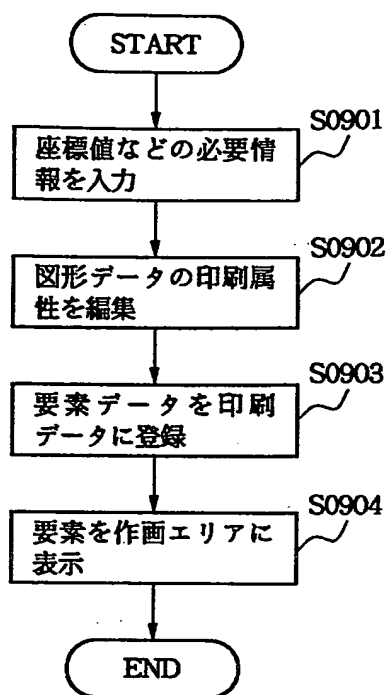 START
S0901
座標値などの必要情
報を入力
S0902
図形データの印刷属
性を編集
S0903
要素データを印刷
データに登録
S0904
要素を作画エリアに
表示
END